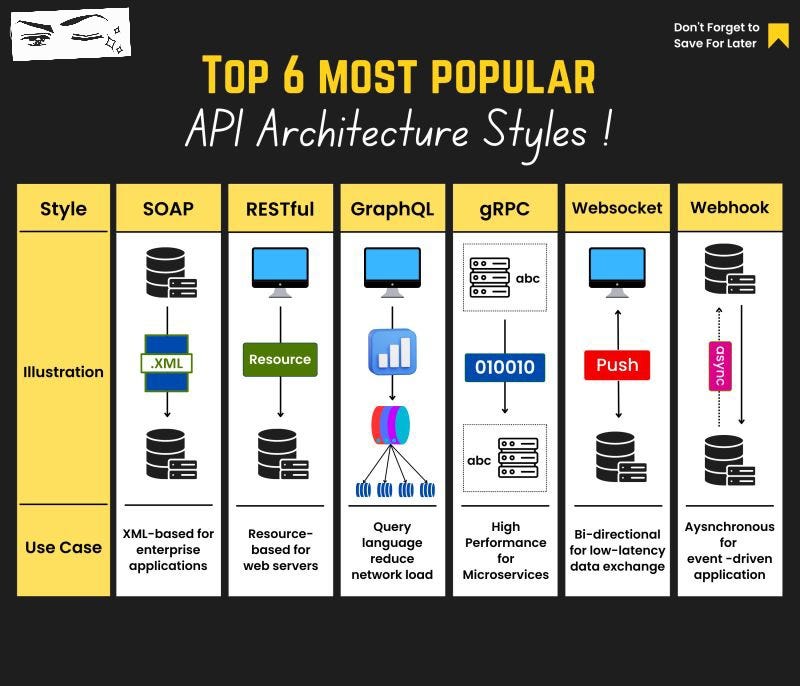 Don't Forget to
Save For Later
TOP 6 MOST POPULAR
API Architecture Styles !
Style
SOAP
RESTful
GraphQL
gRPC
Websocket
Webhook
Illustration
.XML
Resource
abc
010010
abc
Push
async
Use Case
XML-based for
enterprise
applications
Resource-
based for
web servers
Query
language
reduce
network load
High
Performance
for
Microservices
Bi-directional
for low-latency
data exchange
Aysnchronous
for
event -driven
application